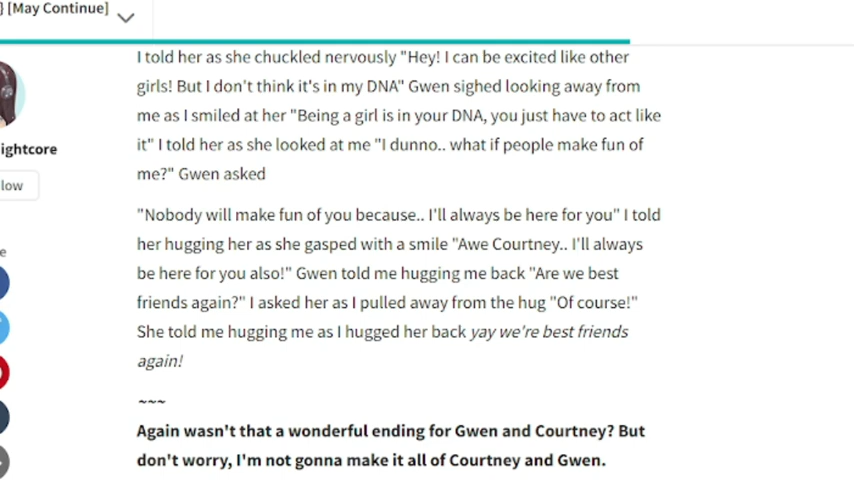 } [May Continue]
I told her as she chuckled nervously "Hey! I can be excited like other
girls! But I don't think it's in my DNA" Gwen sighed looking away from
me as I smiled at her "Being a girl is in your DNA, you just have to act like
it" I told her as she looked at me "I dunno.. what if people make fun of
me?" Gwen asked
ightcore
low
"Nobody will make fun of you because.. I'll always be here for you" I told
her hugging her as she gasped with a smile "Awe Courtney.. I'll always
be here for you also!" Gwen told me hugging me back "Are we best
friends again?" I asked her as I pulled away from the hug "Of course!"
She told me hugging me as I hugged her back yay we're best friends
again!
e
~~~
Again wasn't that a wonderful ending for Gwen and Courtney? But
don't worry, I'm not gonna make it all of Courtney and Gwen.